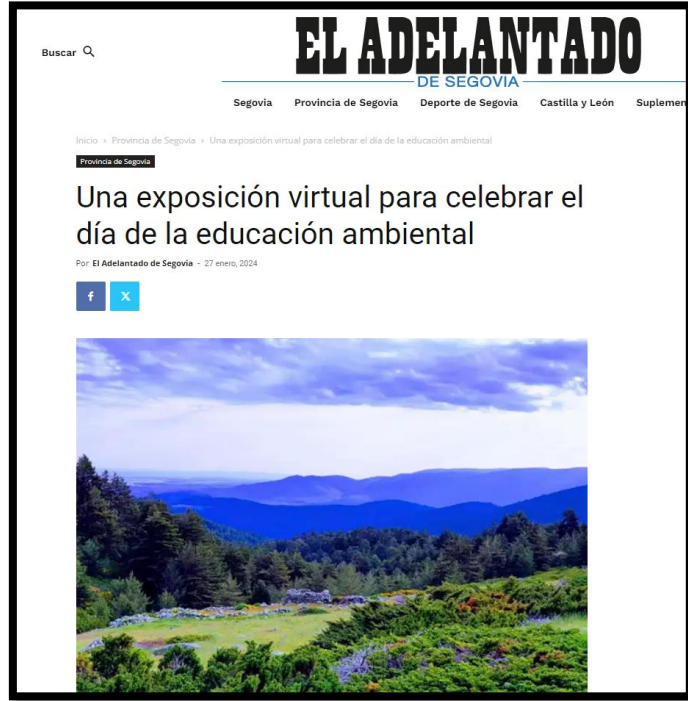 Buscar
EL ADELANTADO
DE SEGOVIA
Segovia Provincia de Segovia Deporte de Segovia Castilla y León Suplemen
Inicio › Provincia de Segovia › Una exposición virtual para celebrar el día de la educación ambiental
Provincia de Segovia
Una exposición virtual para celebrar el
día de la educación ambiental
Por El Adelantado de Segovia - 27 enero, 2024
f X